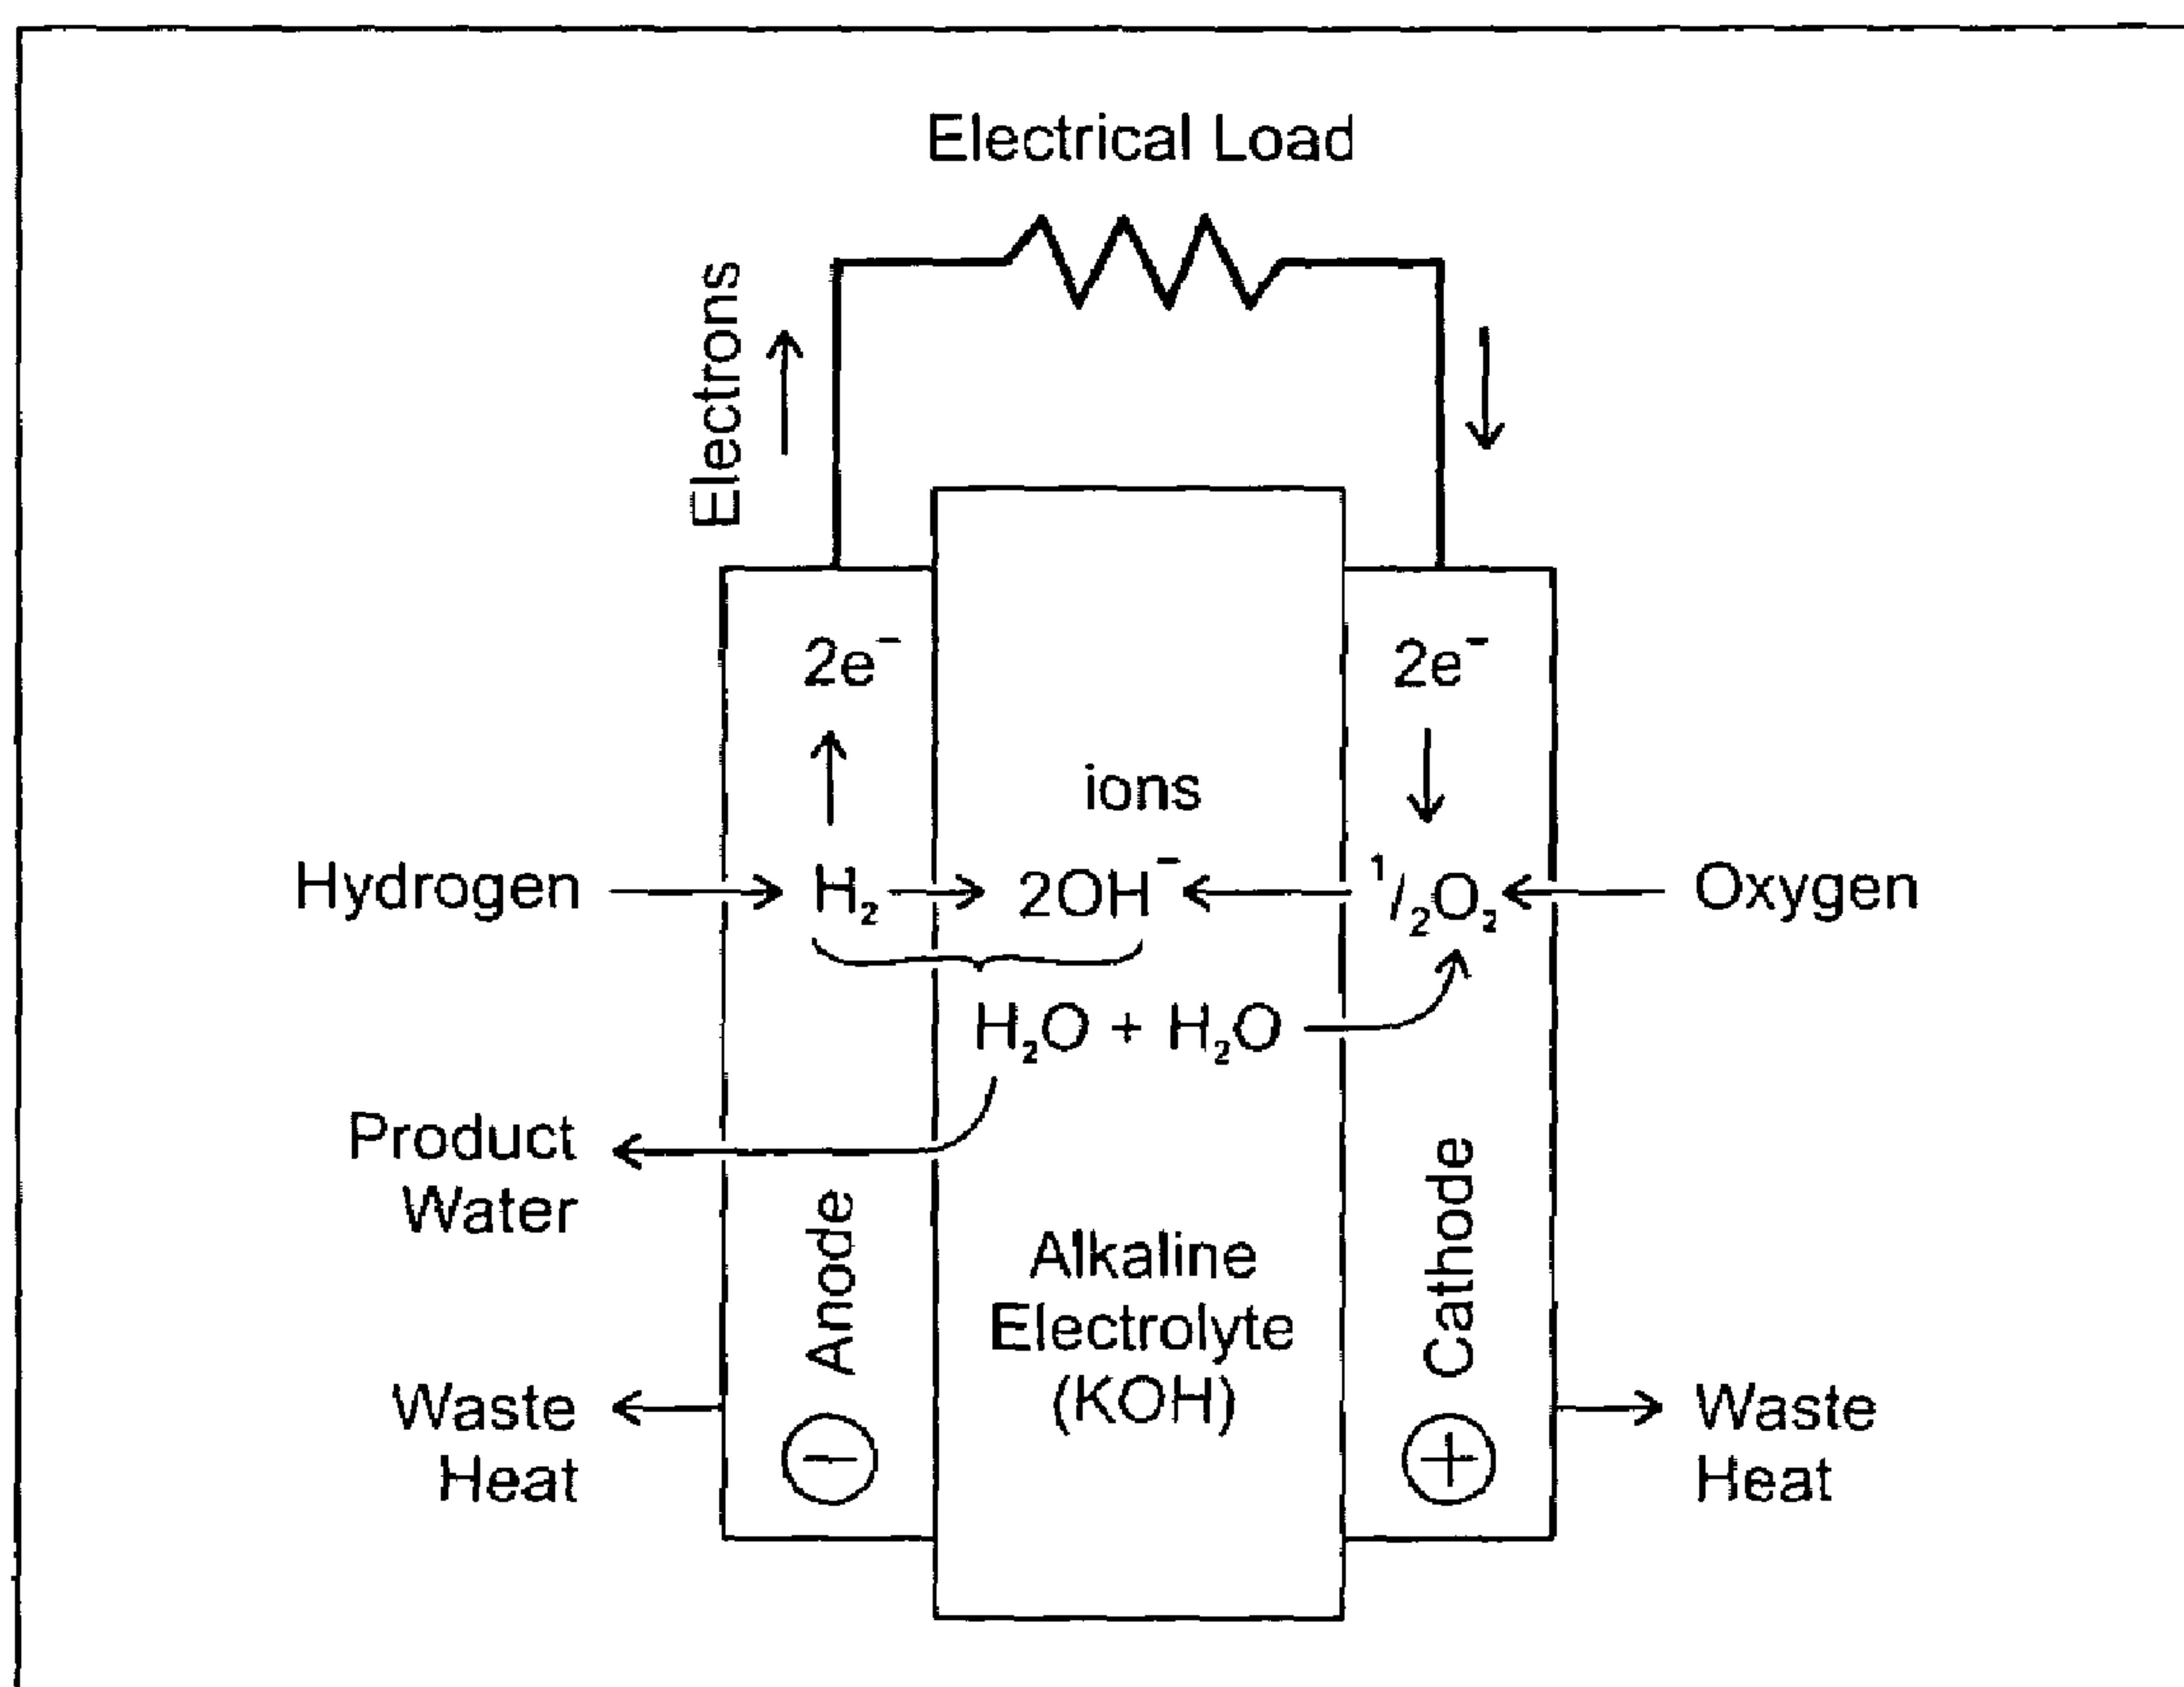 Electrical Load
Electrons
2e⁻
2e⁻
ions
Hydrogen
H₂
2OH⁻
¹/₂O₂
Oxygen
H₂O + H₂O
Product
Water
Anode
Alkaline
Electrolyte
(KOH)
Cathode
Waste
Heat
−
+
Waste
Heat